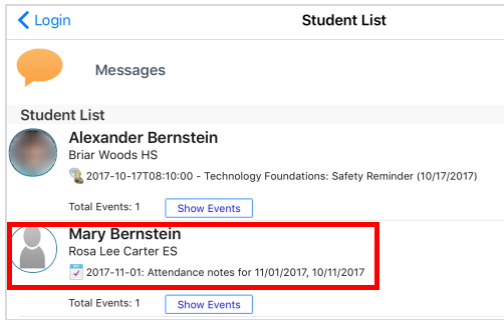 Login
Student List
Messages
Student List
Alexander Bernstein
Briar Woods HS
2017-10-17T08:10:00 - Technology Foundations: Safety Reminder (10/17/2017)
Total Events: 1 Show Events
Mary Bernstein
Rosa Lee Carter ES
2017-11-01: Attendance notes for 11/01/2017, 10/11/2017
Total Events: 1 Show Events